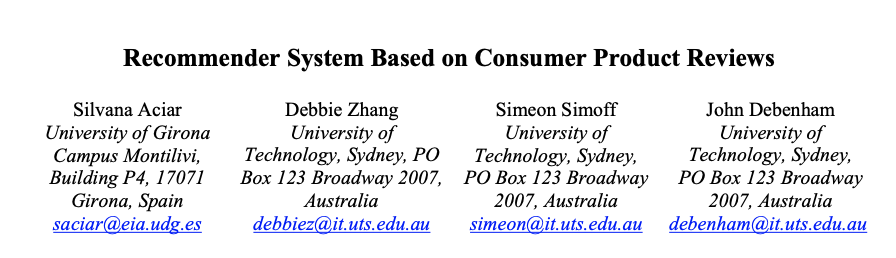 Recommender System Based on Consumer Product Reviews
Silvana Aciar
University of Girona
Campus Montilivi,
Building P4, 17071
Girona, Spain
saciar@eia.udg.es
Debbie Zhang
University of
Technology, Sydney, PO
Box 123 Broadway 2007,
Australia
debbiez@it.uts.edu.au
Simeon Simoff
University of
Technology, Sydney,
PO Box 123 Broadway
2007, Australia
simeon@it.uts.edu.au
John Debenham
University of
Technology, Sydney,
PO Box 123 Broadway
2007, Australia
debenham@it.uts.edu.au